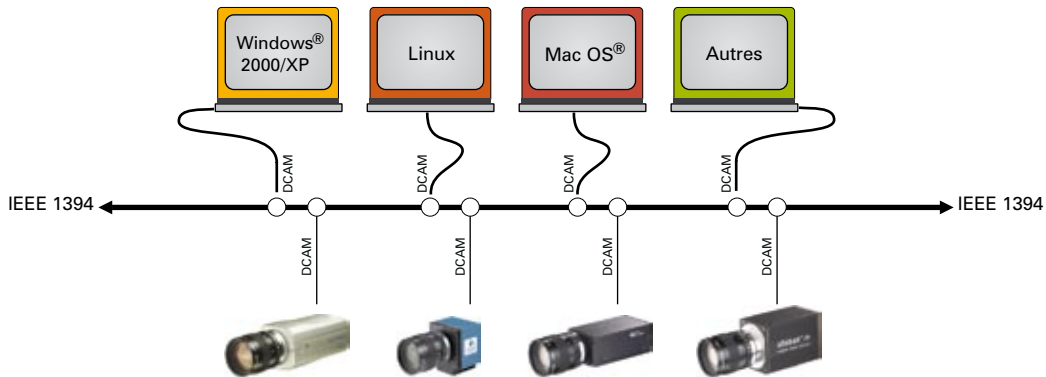 Windows®
2000/XP
Linux
Mac OS®
Autres
DCAM
DCAM
DCAM
DCAM
IEEE 1394
IEEE 1394
DCAM
DCAM
DCAM
DCAM